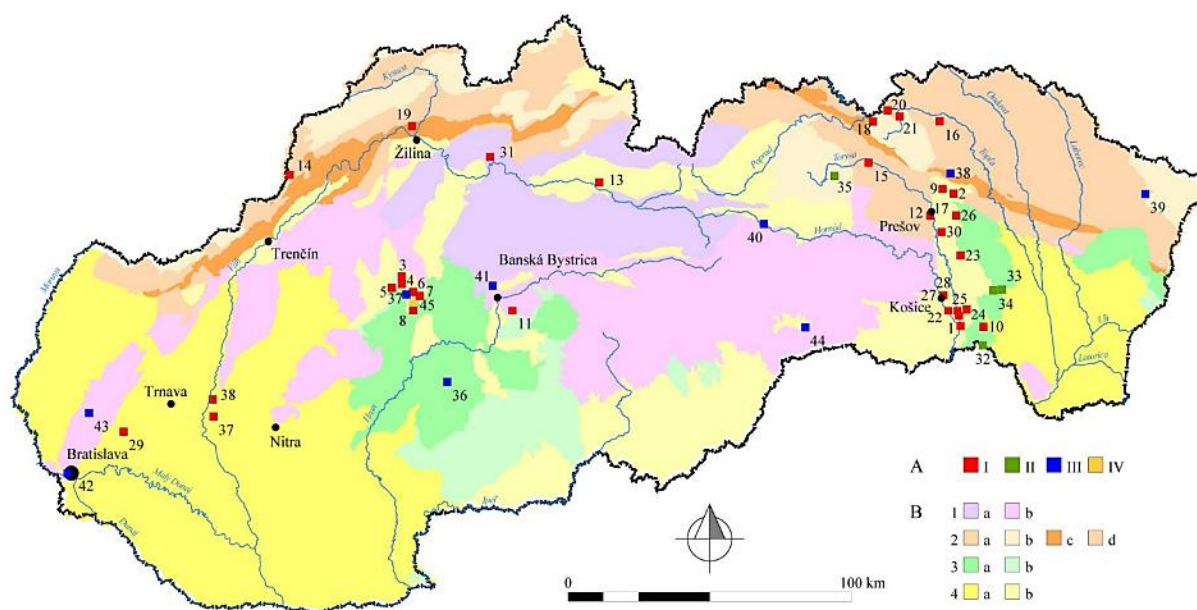 Kysuca
20
19
18
21
16
Ondava
Žilina
Topľa
Laborec
31
14
Poprad
Torysa
15
38
13
35
9
2
39
17
12
26
Prešov
40
Hornád
30
Trenčín
Váh
Banská Bystrica
23
Morava
3
41
4
6
5
7
33
37
45
28
34
8
11
27
25
Košice
22
24
10
1
Uh
44
32
Latorica
36
Trnava
38
Hron
43
37
29
Nitra
Bratislava
A
I
II
III
IV
42
Malý Dunaj
Ipeľ
B
1
a
b
Dunaj
2
a
b
c
d
3
a
b
0
100 km
4
a
b